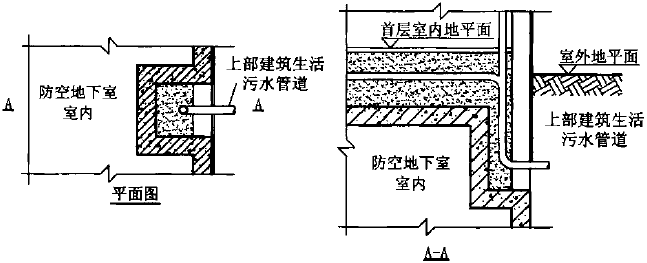 A
防空地下室
室内
上部建筑生活
污水管道
A
平面图
首层室内地平面
室外地平面
上部建筑生活
污水管道
防空地下室
室内
A-A